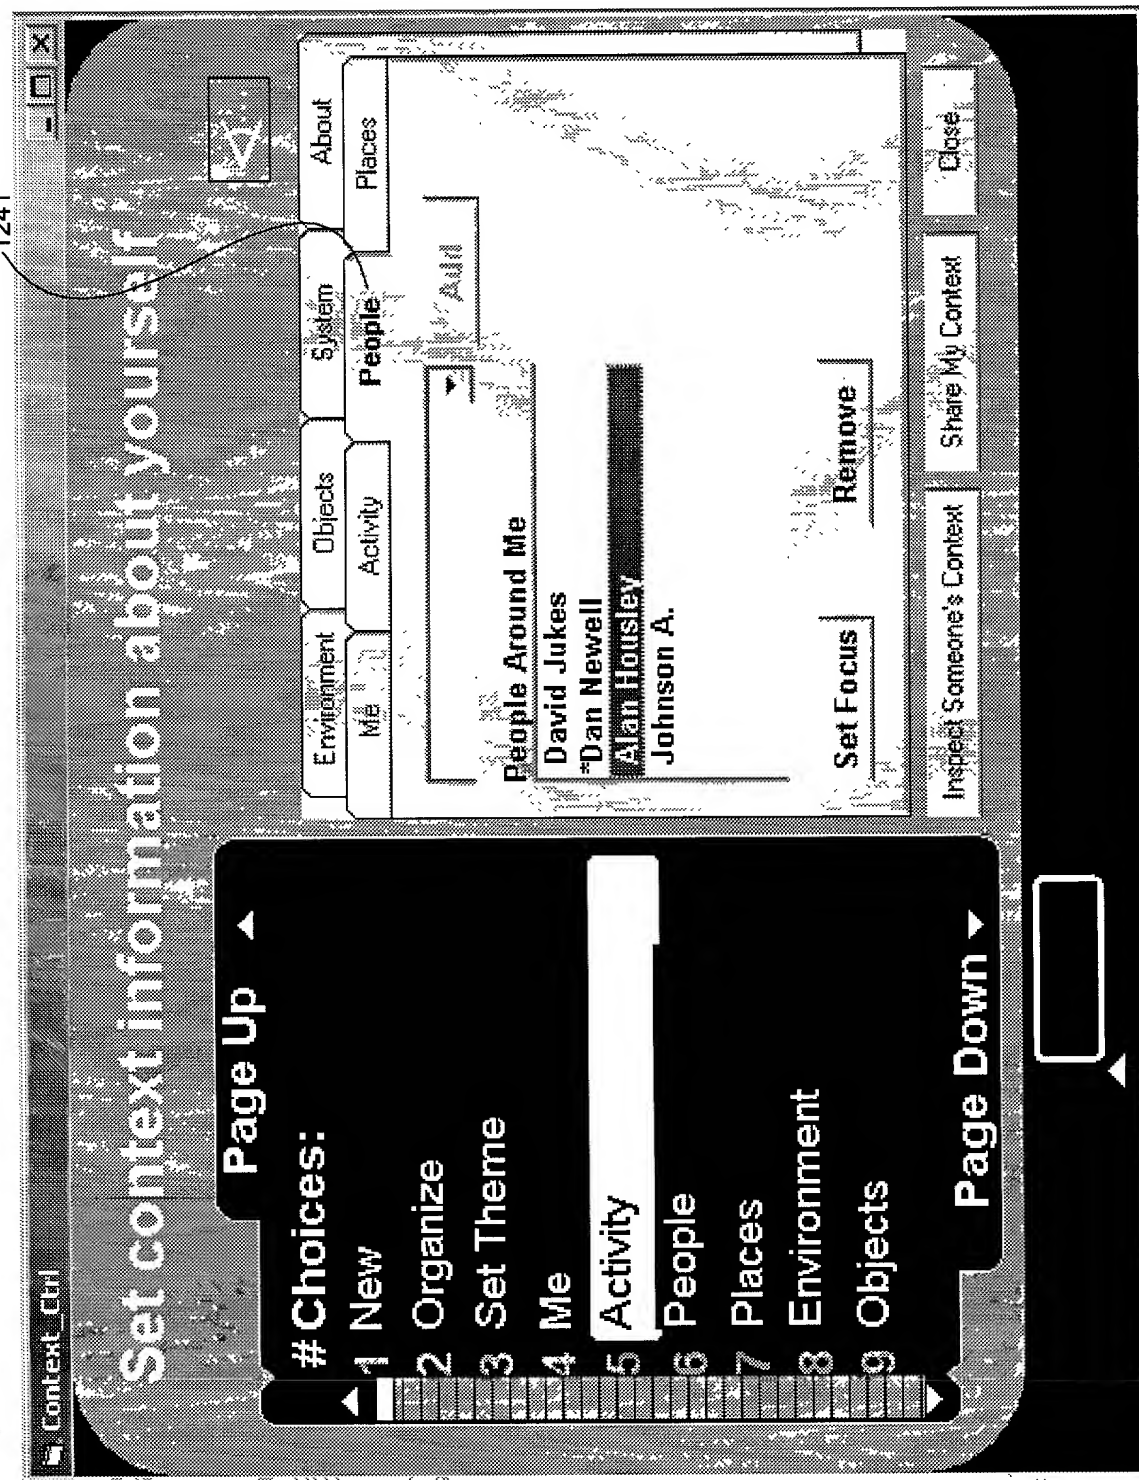 1241
Context_Ctrl
Set context information about yourself
Page Up
# Choices:
1 New
2 Organize
3 Set Theme
4 Me
5 Activity
6 People
7 Places
8 Environment
9 Objects
Page Down
Environment Objects System About
Me Activity People Places
Add
People Around Me
David Jukes
*Dan Newell
Alan Housley
Johnson A.
Set Focus Remove
Inspect Someone's Context Share My Context Close